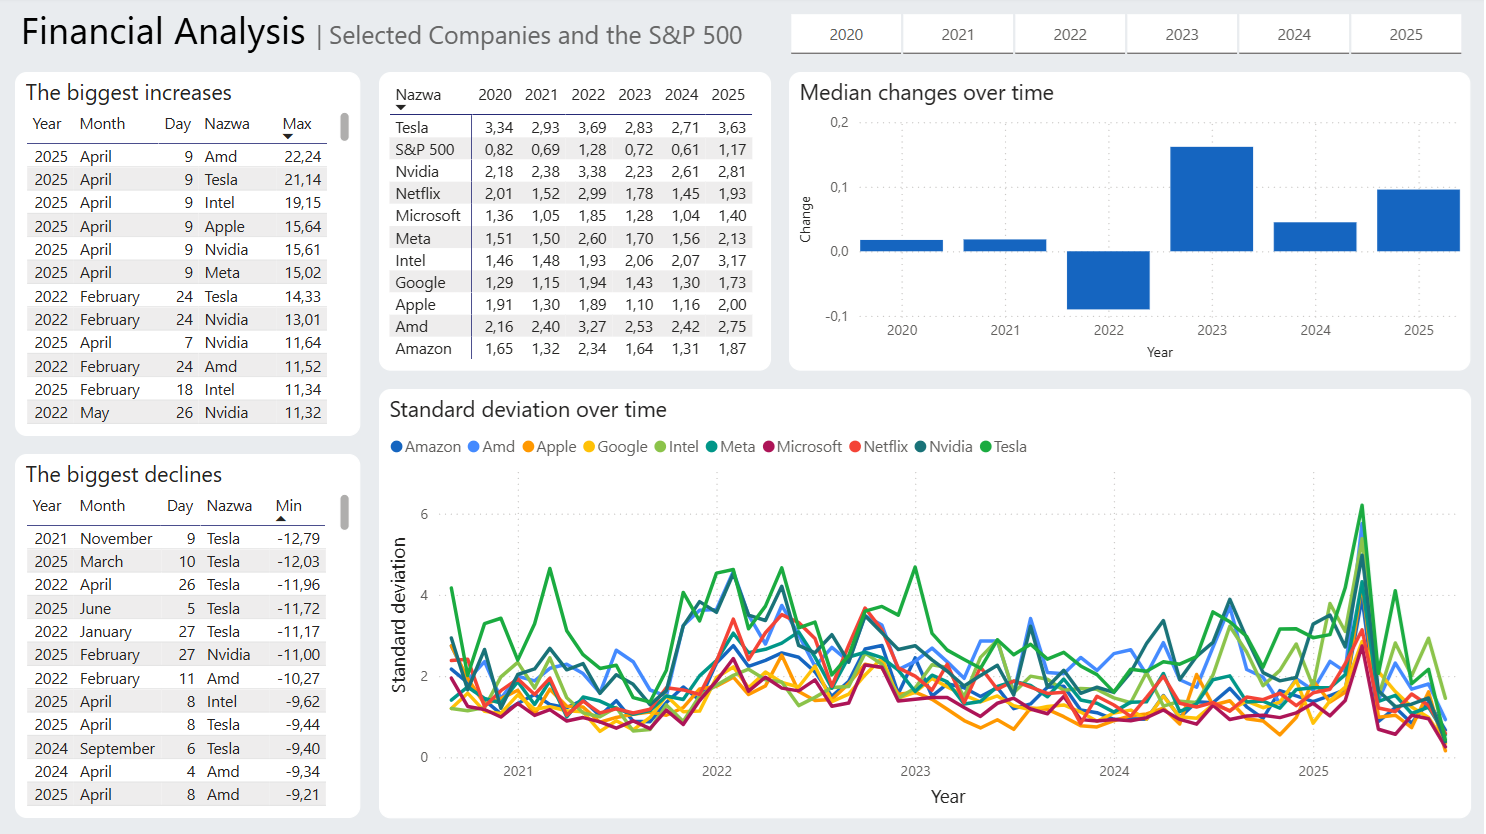 Financial Analysis | Selected Companies and the S&P 500
2020 2021 2022 2023 2024 2025
The biggest increases
Year Month Day Nazwa Max
2025 April 9 Amd 22,24
2025 April 9 Tesla 21,14
2025 April 9 Intel 19,15
2025 April 9 Apple 15,64
2025 April 9 Nvidia 15,61
2025 April 9 Meta 15,02
2022 February 24 Tesla 14,33
2022 February 24 Nvidia 13,01
2025 April 7 Nvidia 11,64
2022 February 24 Amd 11,52
2025 February 18 Intel 11,34
2022 May 26 Nvidia 11,32
Nazwa 2020 2021 2022 2023 2024 2025
Tesla 3,34 2,93 3,69 2,83 2,71 3,63
S&P 500 0,82 0,69 1,28 0,72 0,61 1,17
Nvidia 2,18 2,38 3,38 2,23 2,61 2,81
Netflix 2,01 1,52 2,99 1,78 1,45 1,93
Microsoft 1,36 1,05 1,85 1,28 1,04 1,40
Meta 1,51 1,50 2,60 1,70 1,56 2,13
Intel 1,46 1,48 1,93 2,06 2,07 3,17
Google 1,29 1,15 1,94 1,43 1,30 1,73
Apple 1,91 1,30 1,89 1,10 1,16 2,00
Amd 2,16 2,40 3,27 2,53 2,42 2,75
Amazon 1,65 1,32 2,34 1,64 1,31 1,87
Median changes over time
Change
0,2
0,1
0,0
-0,1
2020 2021 2022 2023 2024 2025
Year
The biggest declines
Year Month Day Nazwa Min
2021 November 9 Tesla -12,79
2025 March 10 Tesla -12,03
2022 April 26 Tesla -11,96
2025 June 5 Tesla -11,72
2022 January 27 Tesla -11,17
2025 February 27 Nvidia -11,00
2022 February 11 Amd -10,27
2025 April 8 Intel -9,62
2025 April 8 Tesla -9,44
2024 September 6 Tesla -9,40
2024 April 4 Amd -9,34
2025 April 8 Amd -9,21
Standard deviation over time
Amazon Amd Apple Google Intel Meta Microsoft Netflix Nvidia Tesla
Standard deviation
6
4
2
0
2021 2022 2023 2024 2025
Year